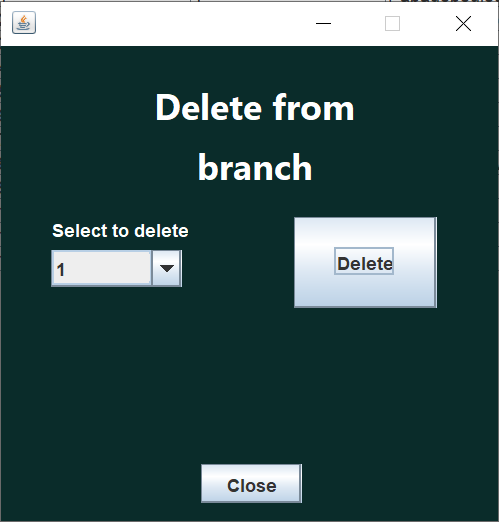 Delete from
branch
Select to delete
1
Delete
Close